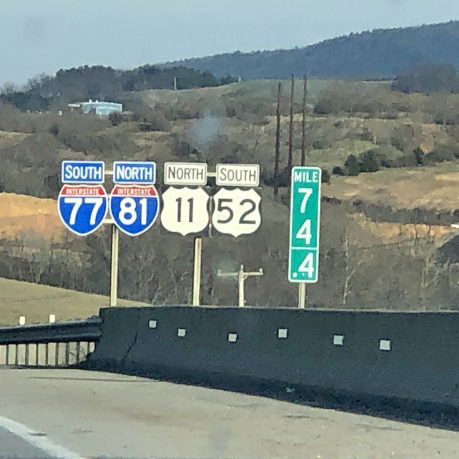 SOUTH NORTH NORTH SOUTH
INTERSTATE INTERSTATE
77 81 11 52
MILE
7
4
.4